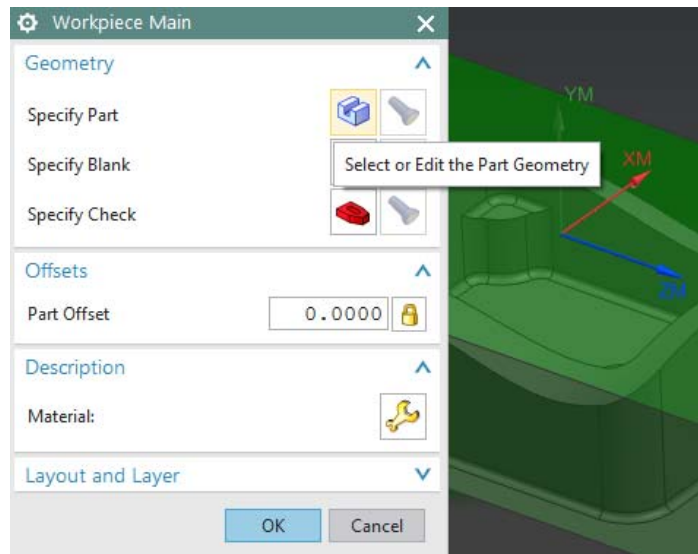 Workpiece Main
Geometry
Specify Part
Specify Blank
Select or Edit the Part Geometry
Specify Check
Offsets
Part Offset 0.0000
Description
Material:
Layout and Layer
OK Cancel
YM
XM
ZM